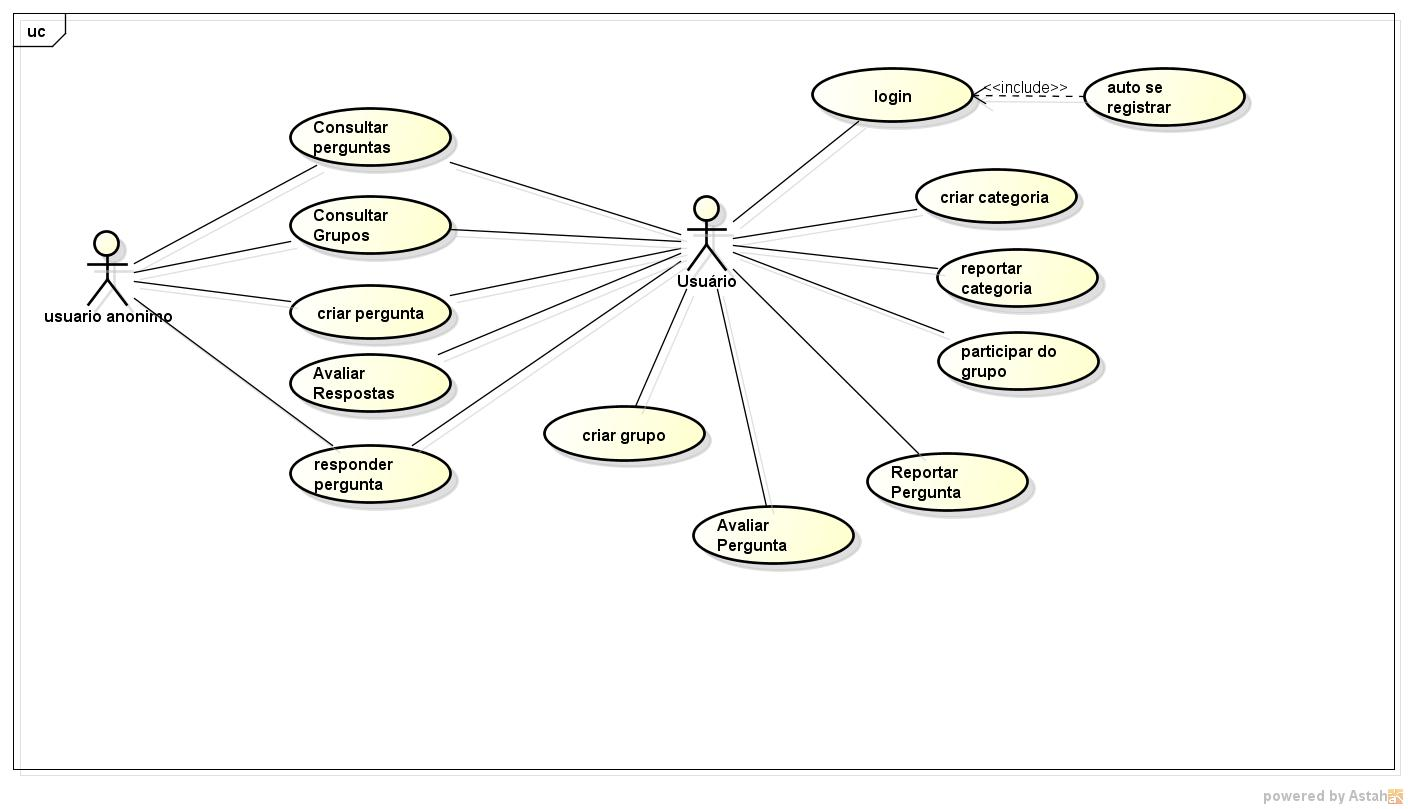 uc
login
<<include>>
auto se
registrar
Consultar
perguntas
criar categoria
Consultar
Grupos
reportar
categoria
Usuário
usuario anonimo
criar pergunta
participar do
grupo
Avaliar
Respostas
criar grupo
responder
pergunta
Reportar
Pergunta
Avaliar
Pergunta
powered by Astah